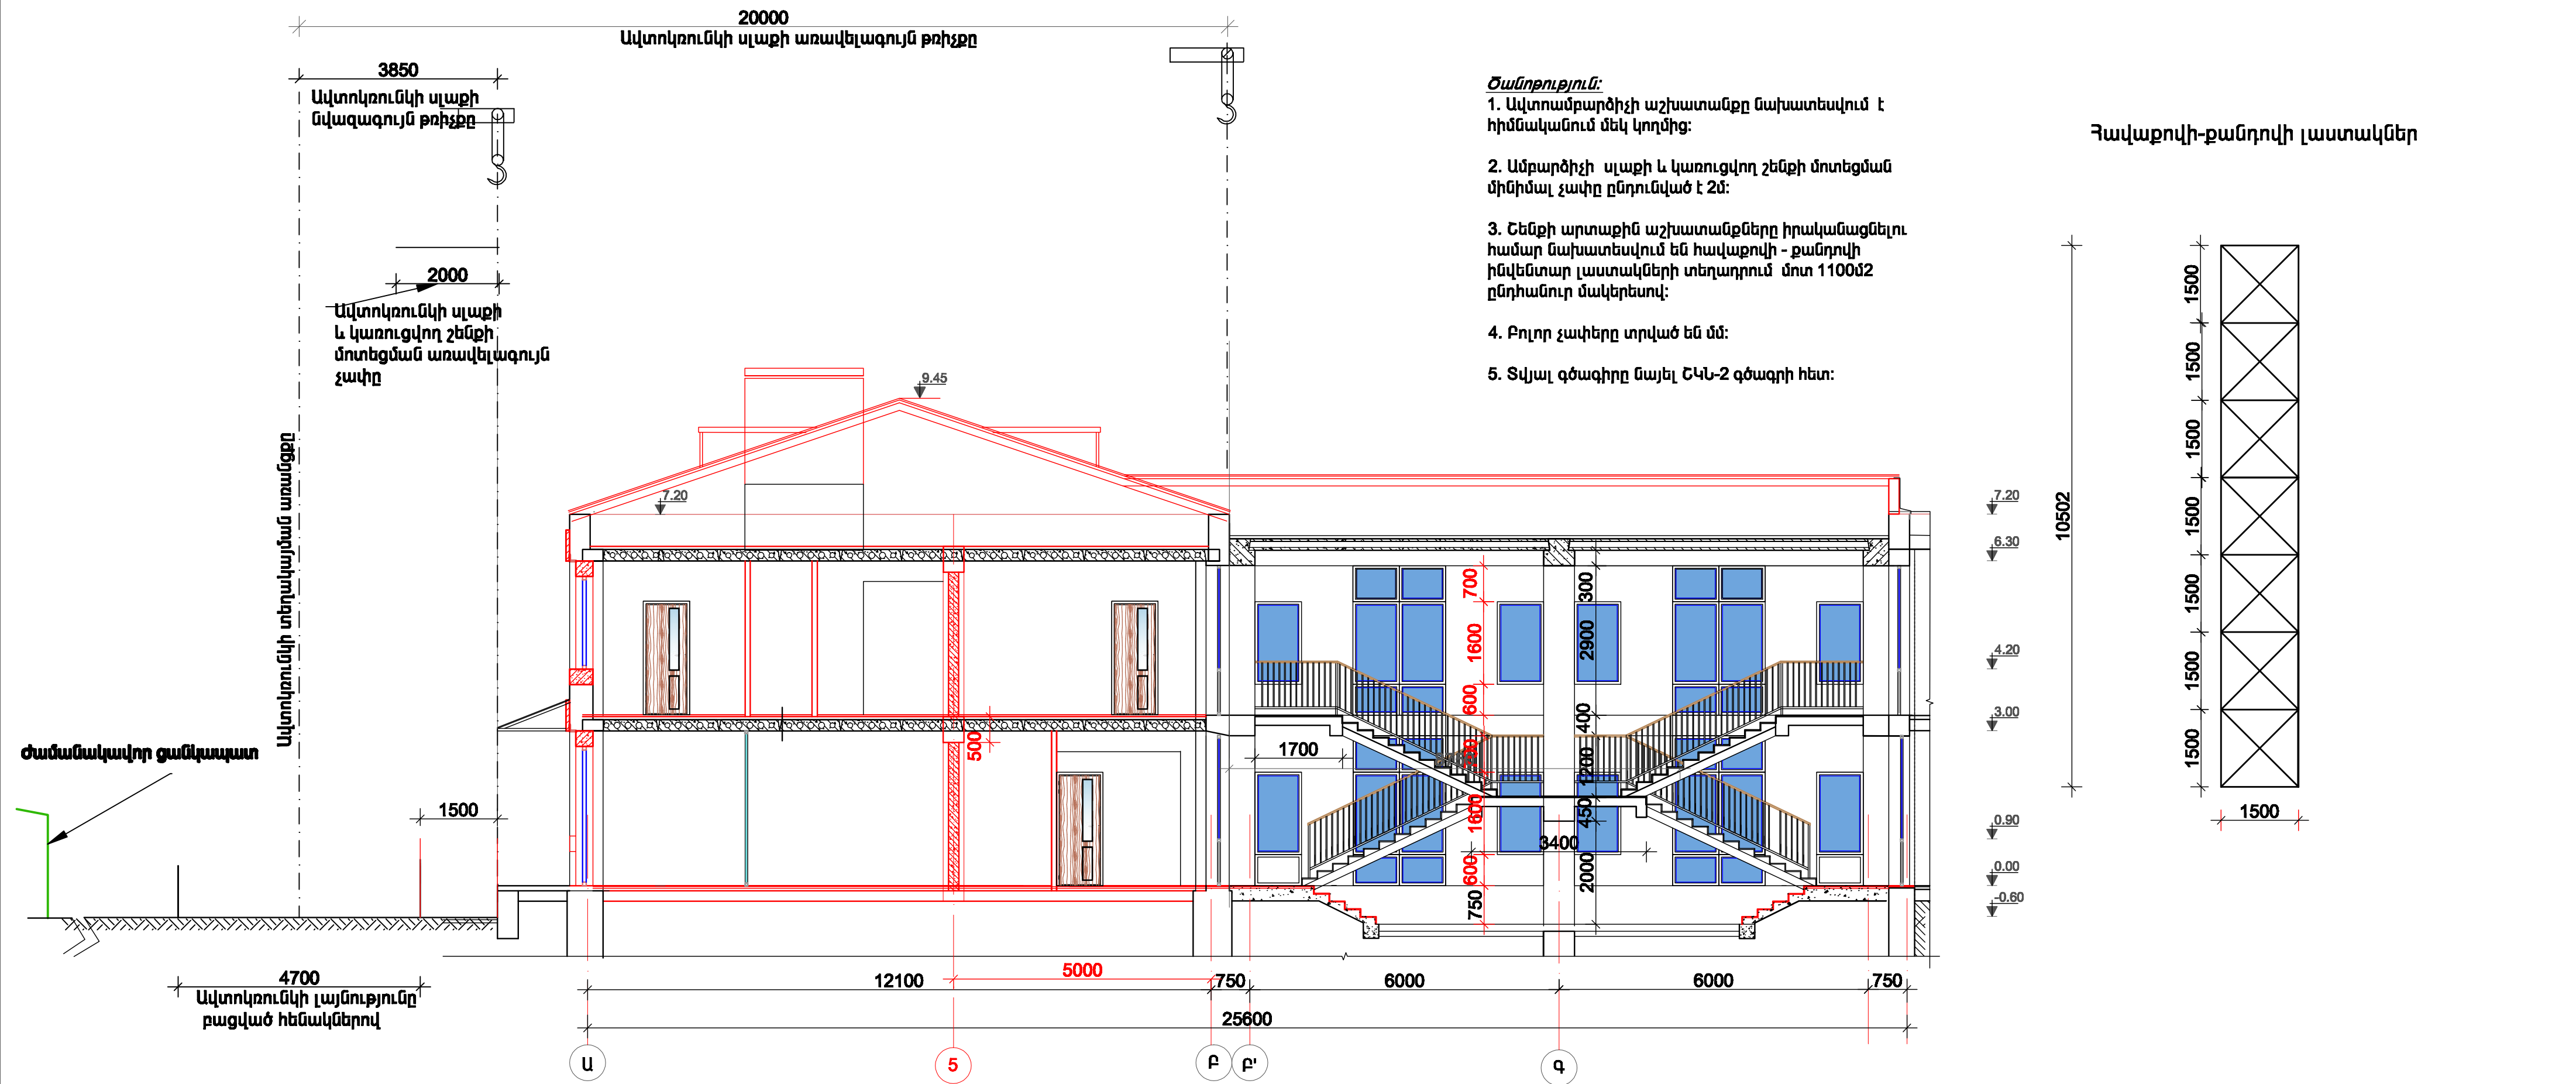 20000
Ավտոկռունկի սլաքի առավելագույն թռիչքը
3850
Ավտոկռունկի սլաքի
նվազագույն թռիչքը
2000
Ավտոկռունկի սլաքի
և կառուցվող շենքի
մոտեցման առավելագույն
չափը
Ավտոկռունկի տեղակայման առանցքը
Ժամանակավոր ցանկապատ
1500
4700
Ավտոկռունկի լայնությունը
բացված հենակներով
Ծանոթություն:
1. Ավտոամբարձիչի աշխատանքը նախատեսվում է
հիմնականում մեկ կողմից:
2. Ամբարձիչի սլաքի և կառուցվող շենքի մոտեցման
մինիմալ չափը ընդունված է 2մ:
3. Շենքի արտաքին աշխատանքները իրականացնելու
համար նախատեսվում են հավաքովի - քանդովի
ինվենտար լաստակների տեղադրում մոտ 1100մ2
ընդհանուր մակերեսով:
4. Բոլոր չափերը տրված են մմ:
5. Տվյալ գծագիրը նայել ՇԿՆ-2 գծագրի հետ:
Հավաքովի-քանդովի լաստակներ
9.45
7.20
500
1700
700
1600
600
1600
600
750
300
2900
400
1200
450
2000
3400
7.20
6.30
4.20
3.00
0.90
0.00
-0.60
10502
1500
1500
1500
1500
1500
1500
1500
1500
12100
5000
750
6000
6000
750
25600
Ա
5
Բ
Բ'
Գ